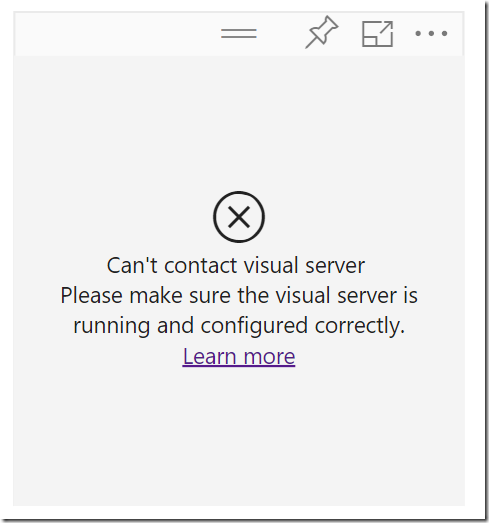 Can't contact visual server
Please make sure the visual server is
running and configured correctly.
Learn more